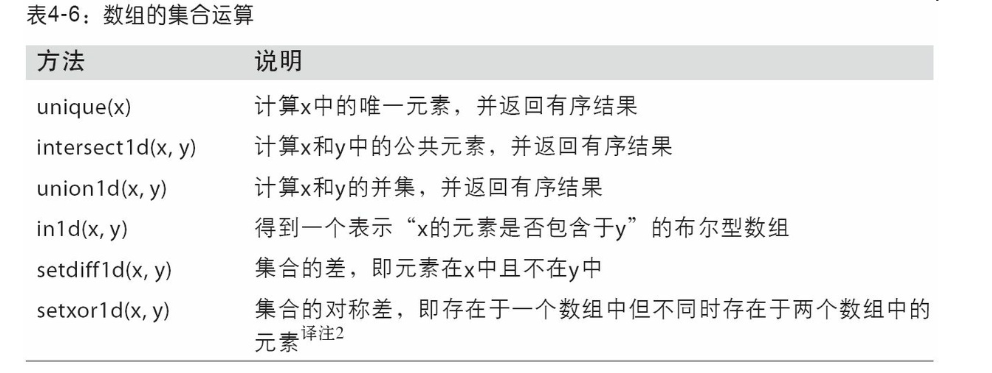 表4-6：数组的集合运算
方法 说明
unique(x) 计算x中的唯一元素，并返回有序结果
intersect1d(x, y) 计算x和y中的公共元素，并返回有序结果
union1d(x, y) 计算x和y的并集，并返回有序结果
in1d(x, y) 得到一个表示“x的元素是否包含于y”的布尔型数组
setdiff1d(x, y) 集合的差，即元素在x中且不在y中
setxor1d(x, y) 集合的对称差，即存在于一个数组中但不同时存在于两个数组中的
元素译注2